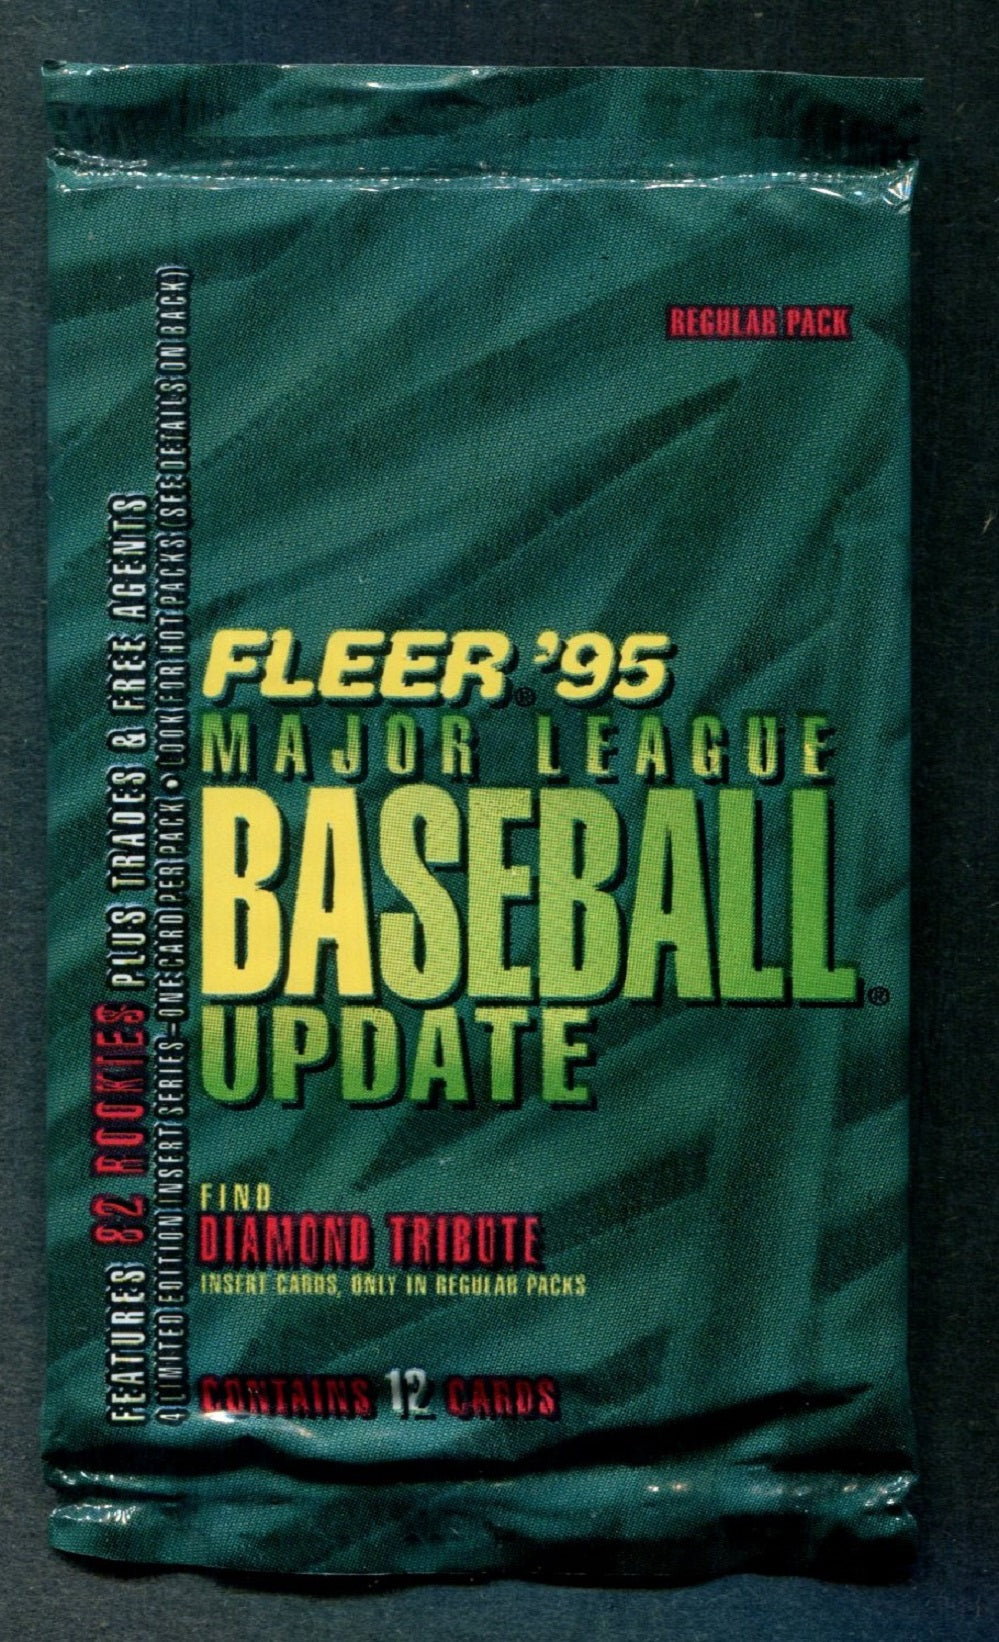 REGULAR PACK
FLEER® '95
MAJOR LEAGUE
BASEBALL®
UPDATE
FIND
DIAMOND TRIBUTE
INSERT CARDS, ONLY IN REGULAR PACKS
CONTAINS 12 CARDS
FEATURES 82 ROOKIES PLUS TRADES & FREE AGENTS
4 LIMITED EDITION INSERT SERIES-ONE CARD PER PACK • LOOK FOR HOT PACKS (SEE DETAILS ON BACK)